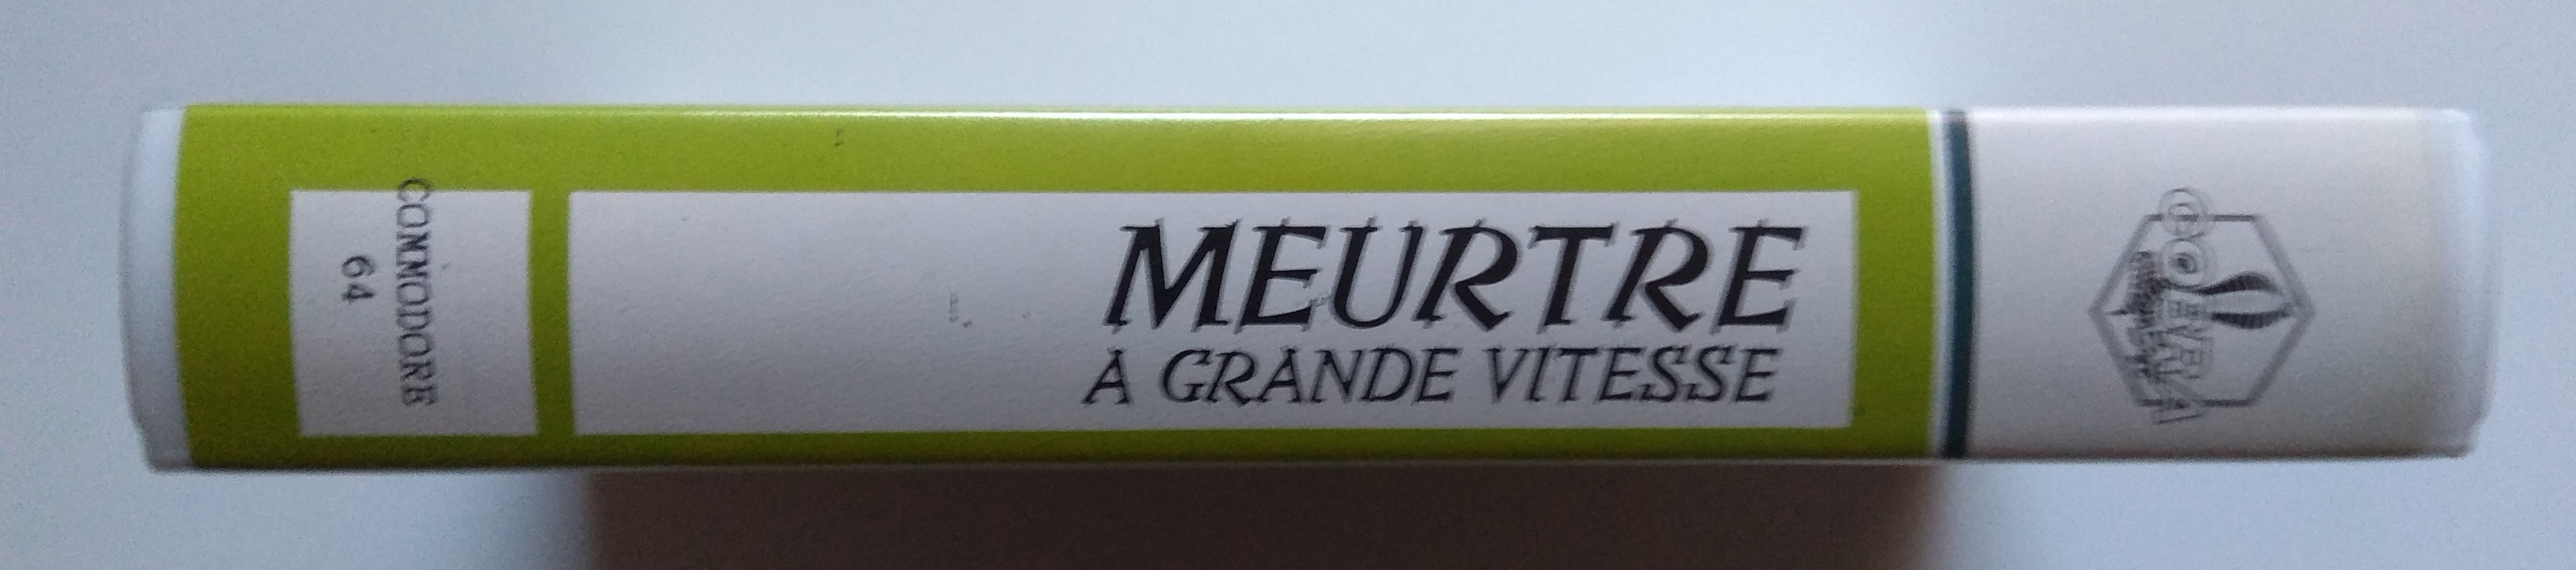 COMMODORE
64
MEURTRE
A GRANDE VITESSE